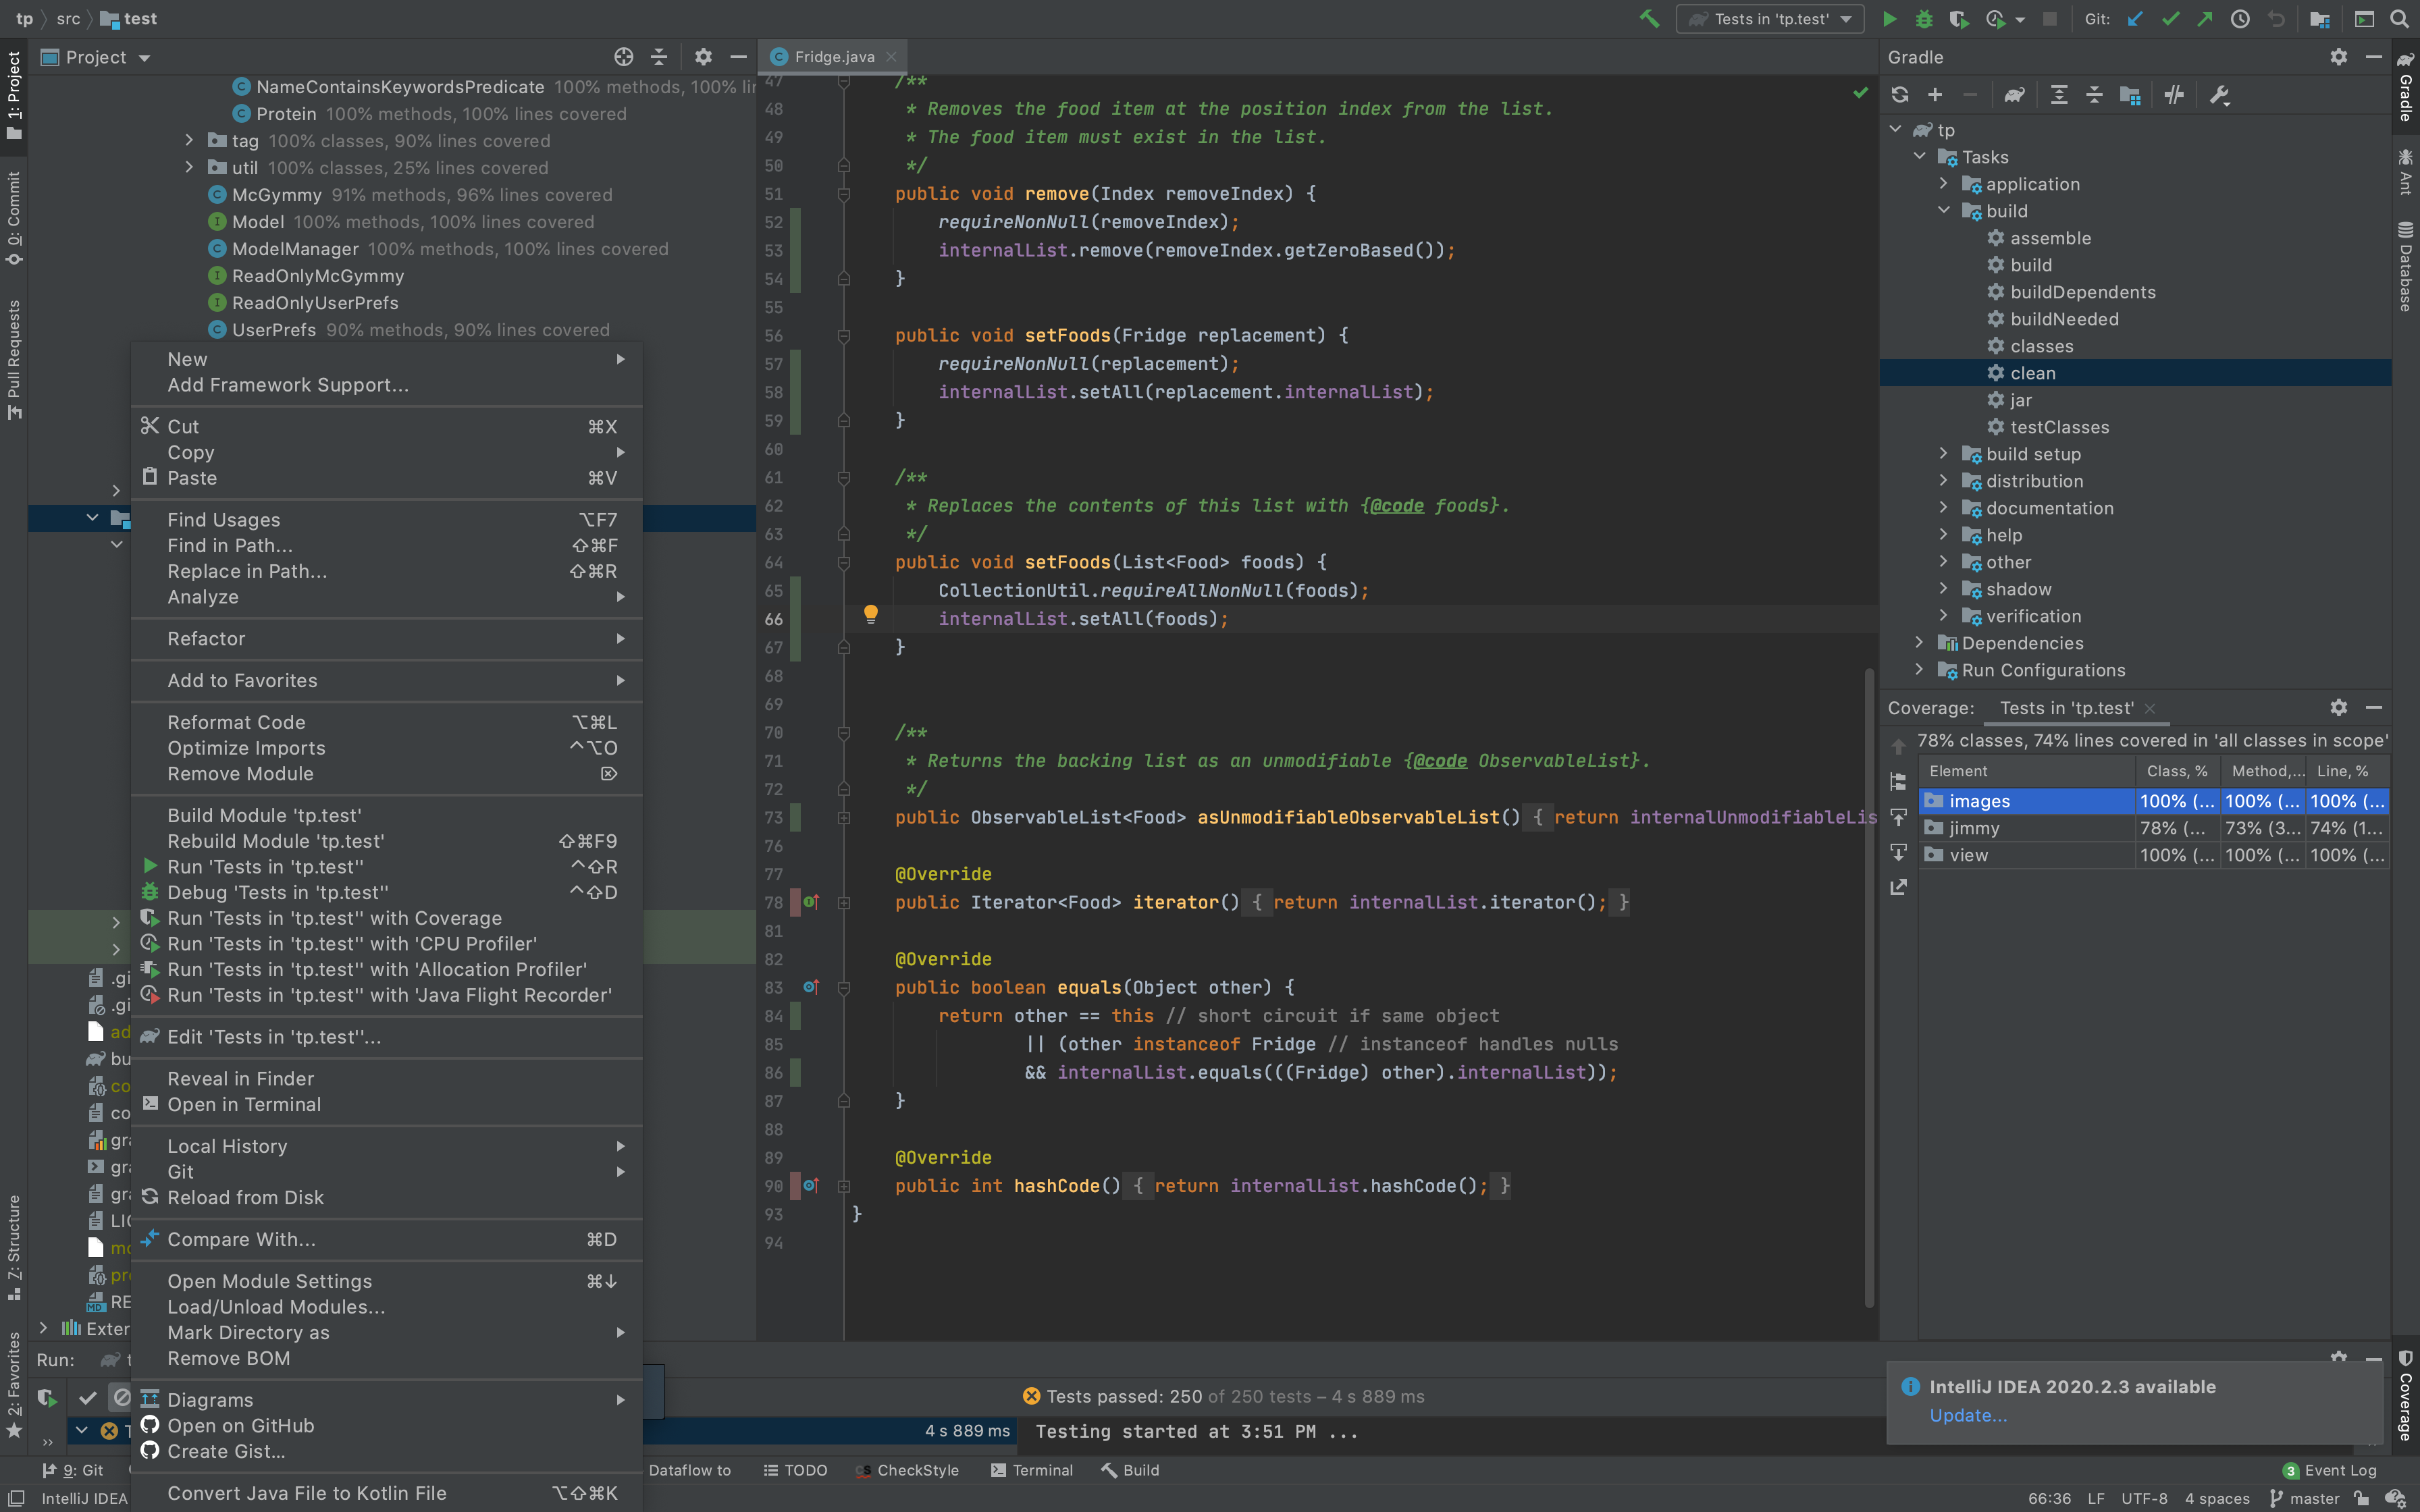 tp
src
test
Tests in 'tp.test'
Git:
1: Project
0: Commit
Pull Requests
Z: Structure
2: Favorites
Project
NameContainsKeywordsPredicate 100% methods, 100% lir
Protein 100% methods, 100% lines covered
tag 100% classes, 90% lines covered
util 100% classes, 25% lines covered
McGymmy 91% methods, 96% lines covered
Model 100% methods, 100% lines covered
ModelManager 100% methods, 100% lines covered
ReadOnlyMcGymmy
ReadOnlyUserPrefs
UserPrefs 90% methods, 90% lines covered
New
Add Framework Support...
Cut ⌘X
Copy
Paste ⌘V
Find Usages ⌥F7
Find in Path... ⇧⌘F
Replace in Path... ⇧⌘R
Analyze
Refactor
Add to Favorites
Reformat Code ⌥⌘L
Optimize Imports ^⌥O
Remove Module ⌦
Build Module 'tp.test'
Rebuild Module 'tp.test' ⇧⌘F9
Run 'Tests in 'tp.test'' ^⇧R
Debug 'Tests in 'tp.test'' ^⇧D
Run 'Tests in 'tp.test'' with Coverage
Run 'Tests in 'tp.test'' with 'CPU Profiler'
Run 'Tests in 'tp.test'' with 'Allocation Profiler'
Run 'Tests in 'tp.test'' with 'Java Flight Recorder'
Edit 'Tests in 'tp.test''...
Reveal in Finder
Open in Terminal
Local History
Git
Reload from Disk
Compare With... ⌘D
Open Module Settings ⌘↓
Load/Unload Modules...
Mark Directory as
Remove BOM
Diagrams
Open on GitHub
Create Gist...
Convert Java File to Kotlin File ⌥⇧⌘K
.gi
.gi
ad
bu
co
co
gra
gra
gra
LIC
mo
pro
RE
Exter
Fridge.java
47 /**
48 * Removes the food item at the position index from the list.
49 * The food item must exist in the list.
50 */
51 public void remove(Index removeIndex) {
52 requireNonNull(removeIndex);
53 internalList.remove(removeIndex.getZeroBased());
54 }
55
56 public void setFoods(Fridge replacement) {
57 requireNonNull(replacement);
58 internalList.setAll(replacement.internalList);
59 }
60
61 /**
62 * Replaces the contents of this list with {@code foods}.
63 */
64 public void setFoods(List<Food> foods) {
65 CollectionUtil.requireAllNonNull(foods);
66 internalList.setAll(foods);
67 }
68
69
70 /**
71 * Returns the backing list as an unmodifiable {@code ObservableList}.
72 */
73 public ObservableList<Food> asUnmodifiableObservableList() { return internalUnmodifiableLis
76
77 @Override
78 public Iterator<Food> iterator() { return internalList.iterator(); }
81
82 @Override
83 public boolean equals(Object other) {
84 return other == this // short circuit if same object
85 || (other instanceof Fridge // instanceof handles nulls
86 && internalList.equals(((Fridge) other).internalList));
87 }
88
89 @Override
90 public int hashCode() { return internalList.hashCode(); }
93 }
94
Gradle
tp
Tasks
application
build
assemble
build
buildDependents
buildNeeded
classes
clean
jar
testClasses
build setup
distribution
documentation
help
other
shadow
verification
Dependencies
Run Configurations
Coverage: Tests in 'tp.test'
78% classes, 74% lines covered in 'all classes in scope'
Element Class, % Method,... Line, %
images 100% (... 100% (... 100% (...
jimmy 78% (... 73% (3... 74% (1...
view 100% (... 100% (... 100% (...
Gradle
Ant
Database
Coverage
Run: t
T
4 s 889 ms
Tests passed: 250 of 250 tests – 4 s 889 ms
Testing started at 3:51 PM ...
IntelliJ IDEA 2020.2.3 available
Update...
9: Git
Dataflow to
TODO
CheckStyle
Terminal
Build
3 Event Log
IntelliJ IDEA
66:36 LF UTF-8 4 spaces master